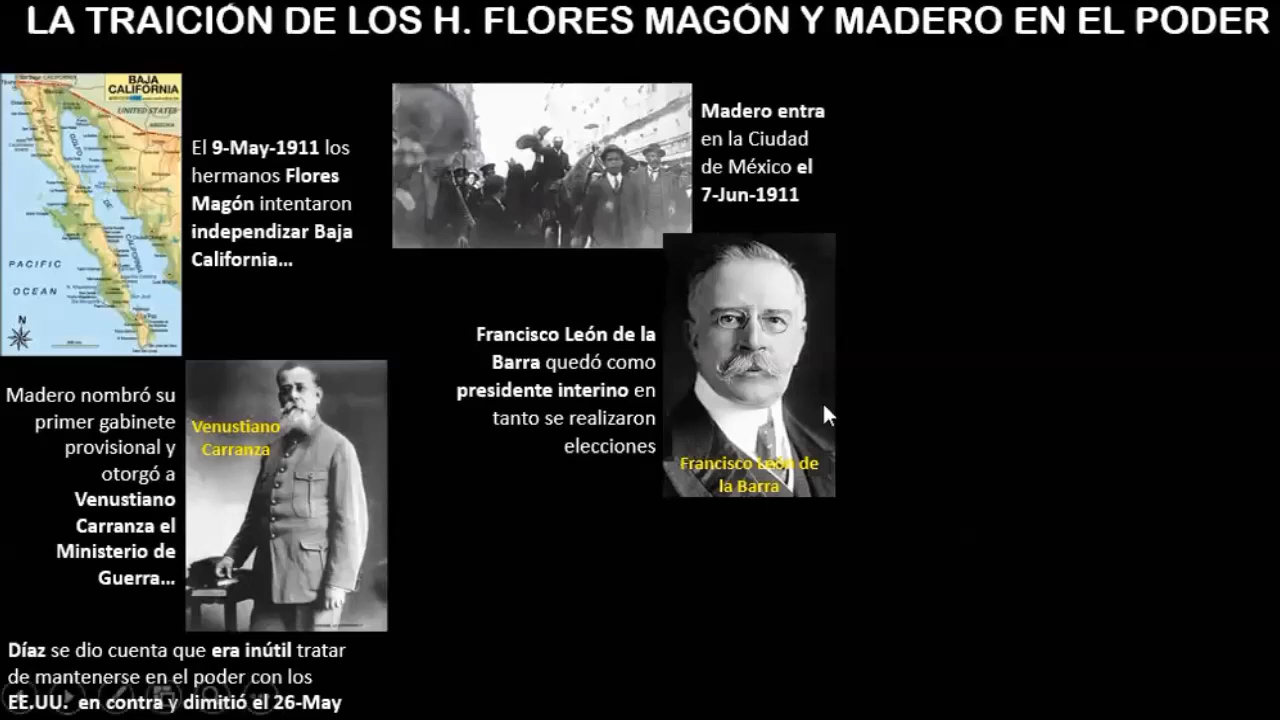 LA TRAICIÓN DE LOS H. FLORES MAGÓN Y MADERO EN EL PODER
BAJA
CALIFORNIA
UNITED STATES
PACIFIC
OCEAN
N
El 9-May-1911 los
hermanos Flores
Magón intentaron
independizar Baja
California...
Madero entra
en la Ciudad
de México el
7-Jun-1911
Francisco León de la
Barra quedó como
presidente interino en
tanto se realizaron
elecciones
Francisco León de
la Barra
Madero nombró su
primer gabinete
provisional y
otorgó a
Venustiano
Carranza el
Ministerio de
Guerra...
Venustiano
Carranza
Díaz se dio cuenta que era inútil tratar
de mantenerse en el poder con los
EE.UU. en contra y dimitió el 26-May